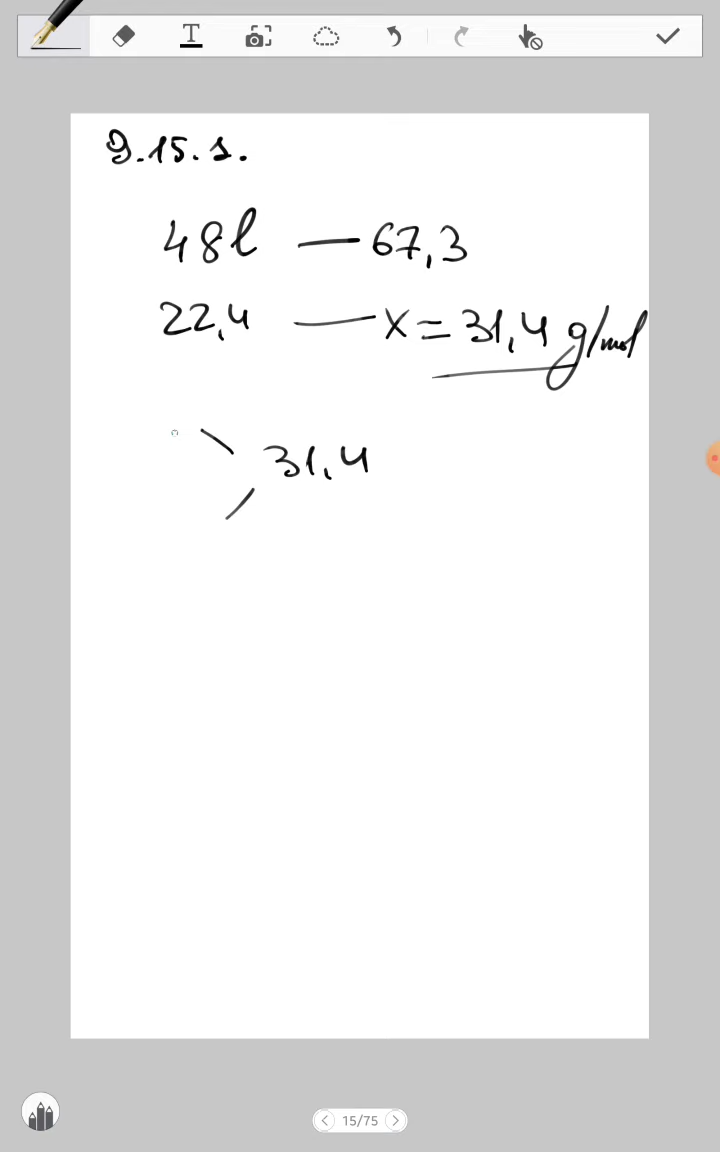 T
9.15.1.
48l — 67,3
22,4 — x = 31,4 g/mol
31,4
15/75